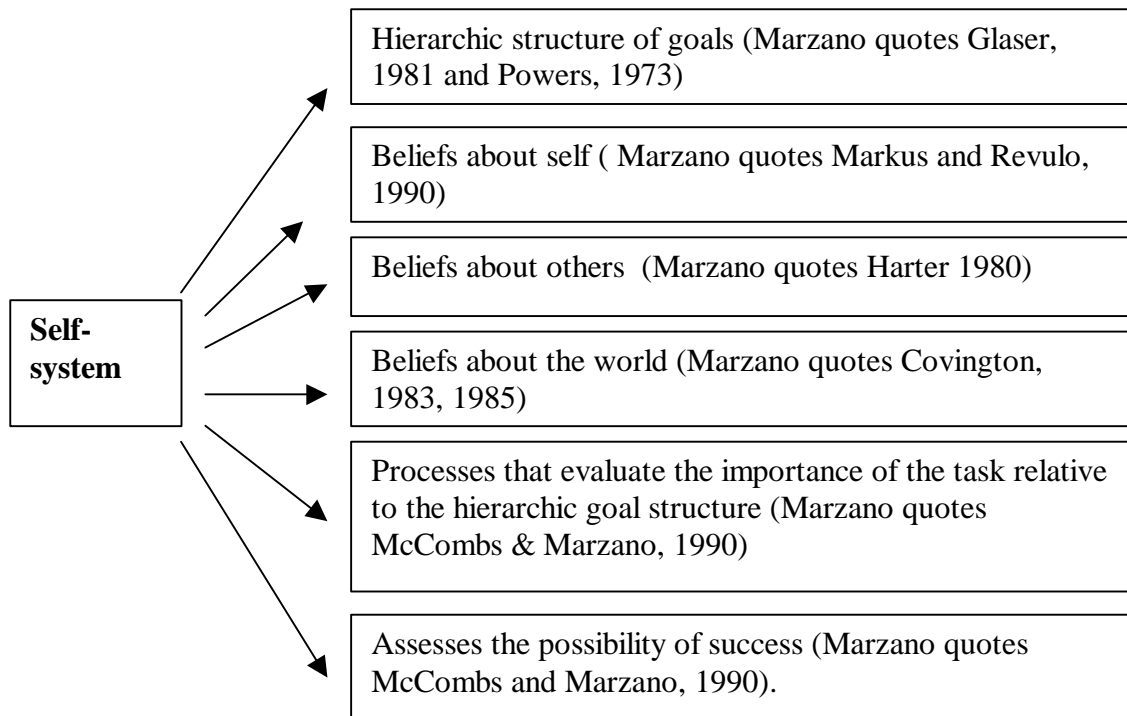 Hierarchic structure of goals (Marzano quotes Glaser,
1981 and Powers, 1973)
Beliefs about self ( Marzano quotes Markus and Revulo,
1990)
Beliefs about others  (Marzano quotes Harter 1980)
Self-
system
Beliefs about the world (Marzano quotes Covington,
1983, 1985)
Processes that evaluate the importance of the task relative
to the hierarchic goal structure (Marzano quotes
McCombs & Marzano, 1990)
Assesses the possibility of success (Marzano quotes
McCombs and Marzano, 1990).